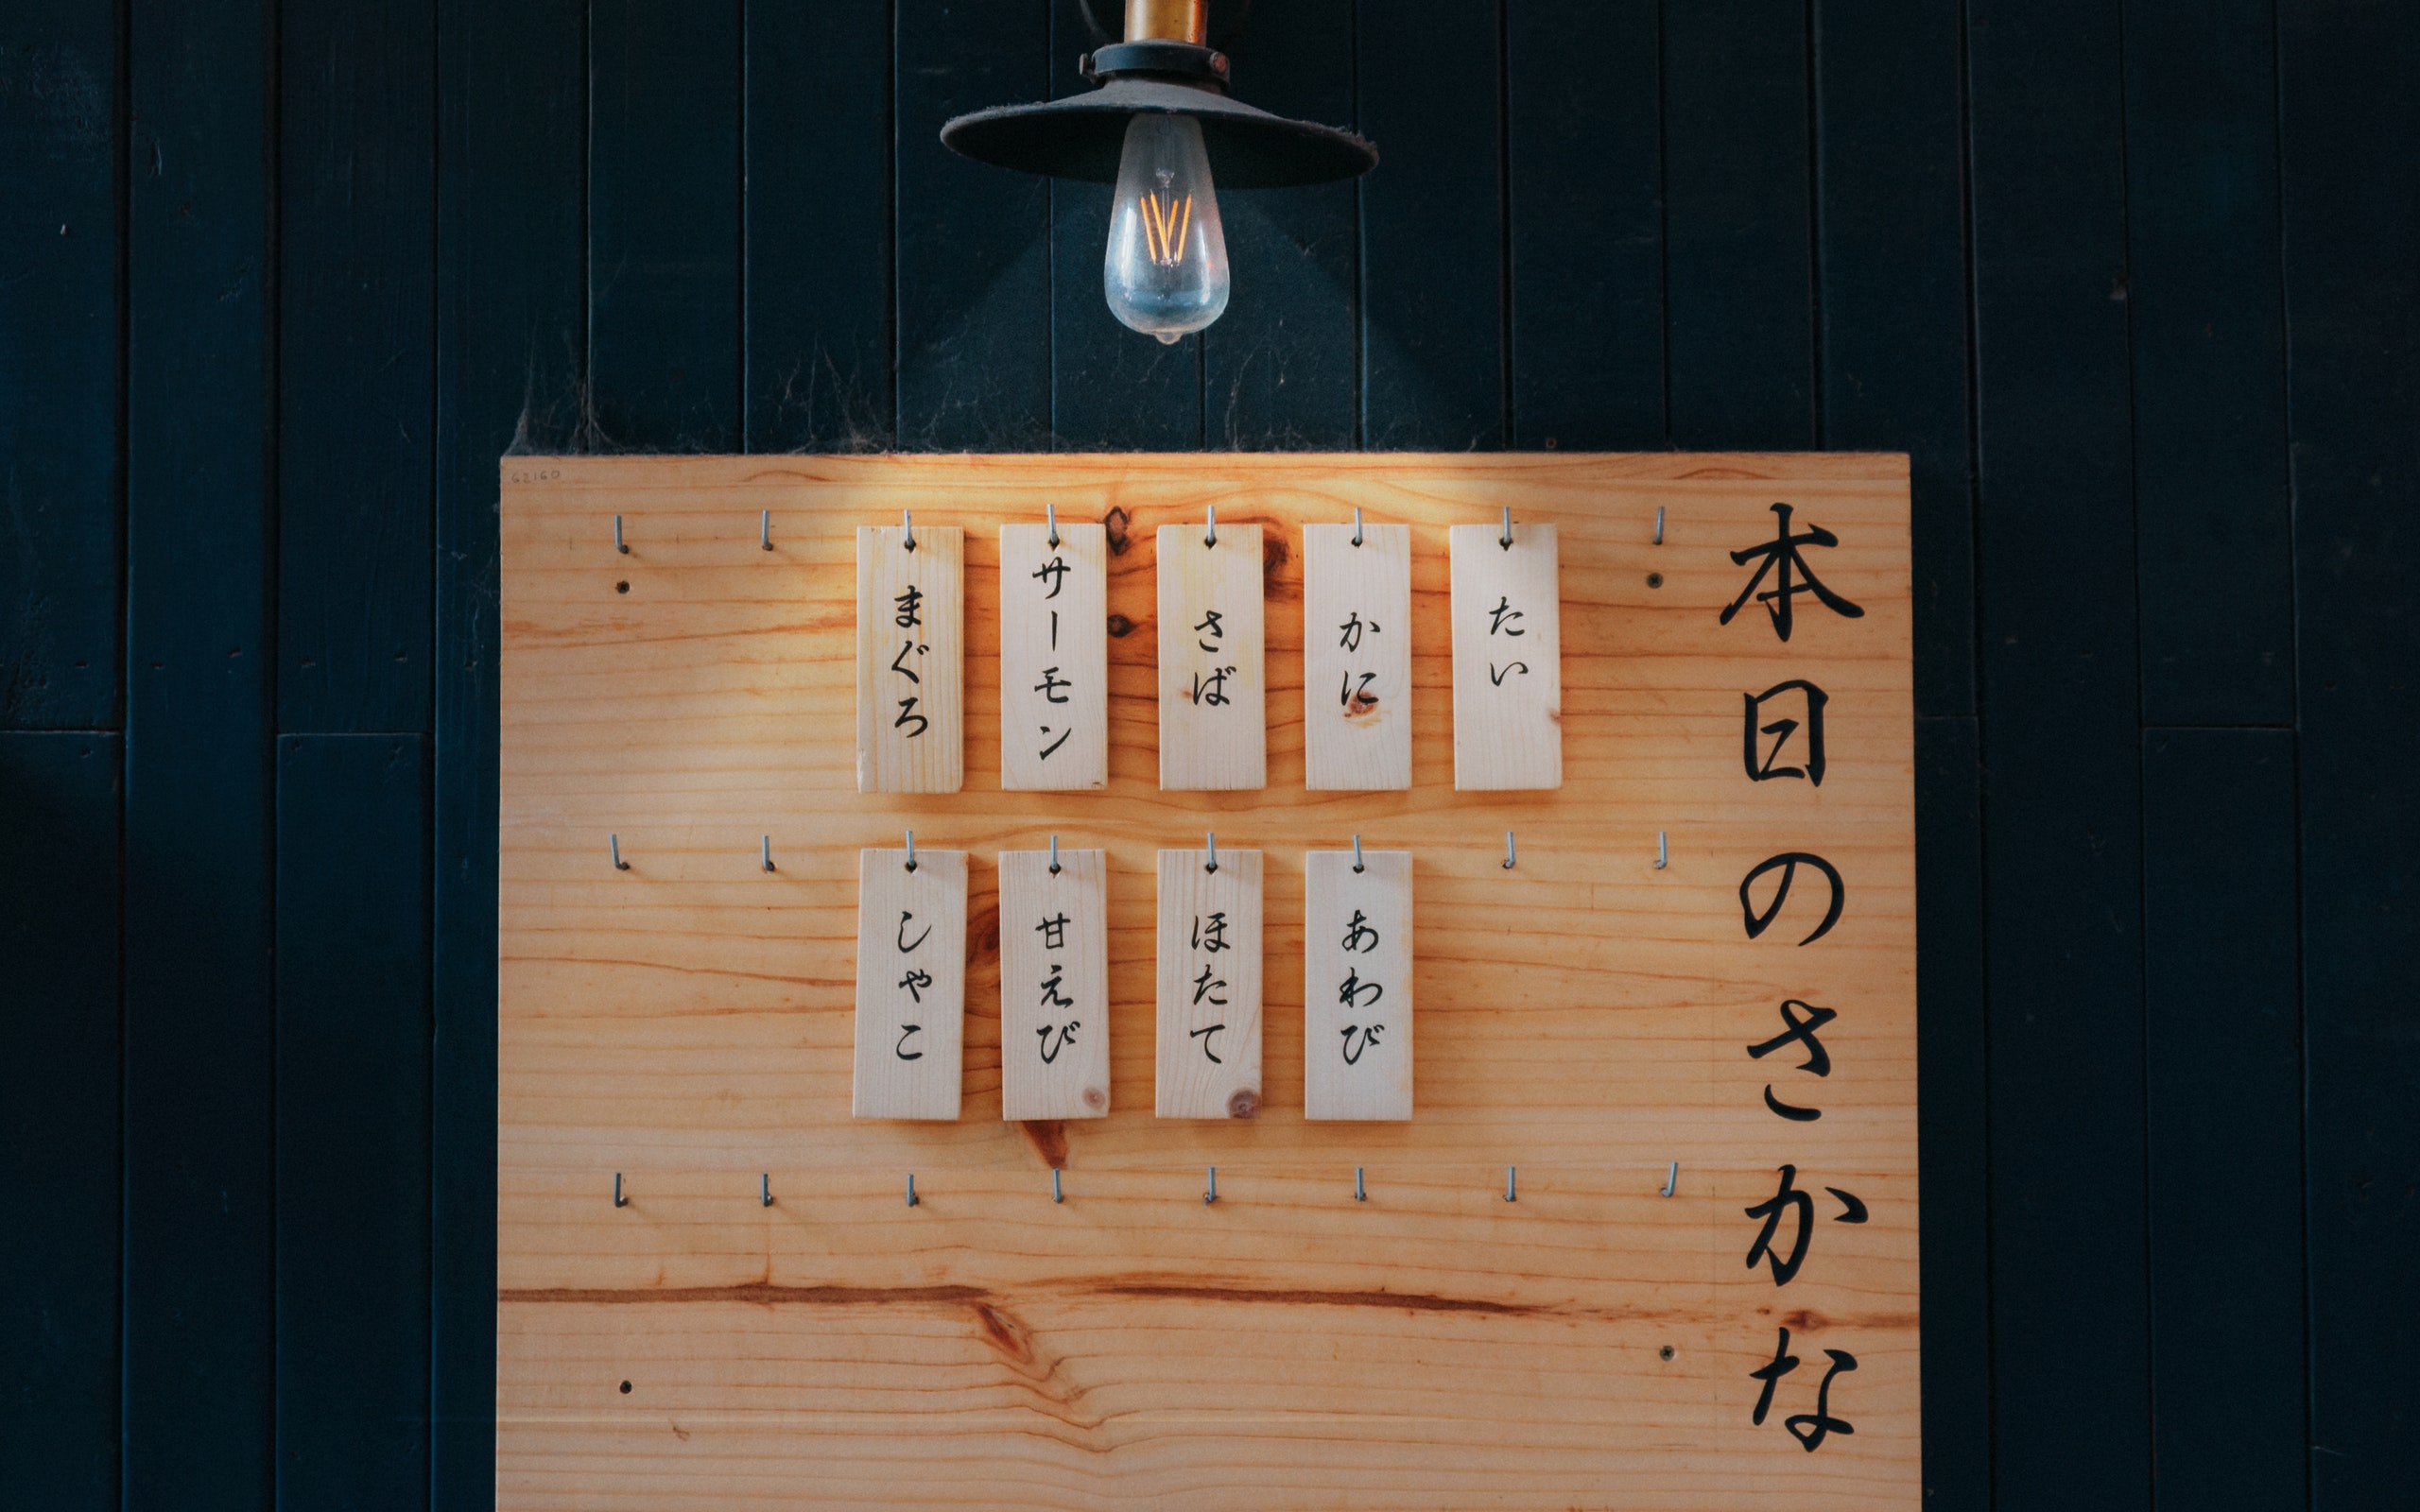 本日のさかな
たい
かに
さば
サーモン
まぐろ
あわび
ほたて
甘えび
しゃこ
62160